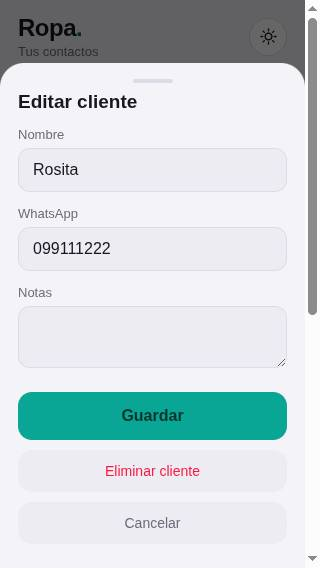 Ropa.
Tus contactos
Editar cliente
Nombre
Rosita
WhatsApp
099111222
Notas
Guardar
Eliminar cliente
Cancelar